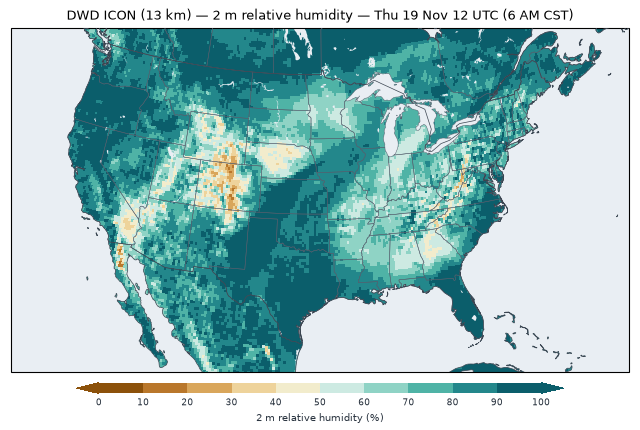 DWD ICON (13 km) — 2 m relative humidity — Thu 19 Nov 12 UTC (6 AM CST)
0 10 20 30 40 50 60 70 80 90 100
2 m relative humidity (%)